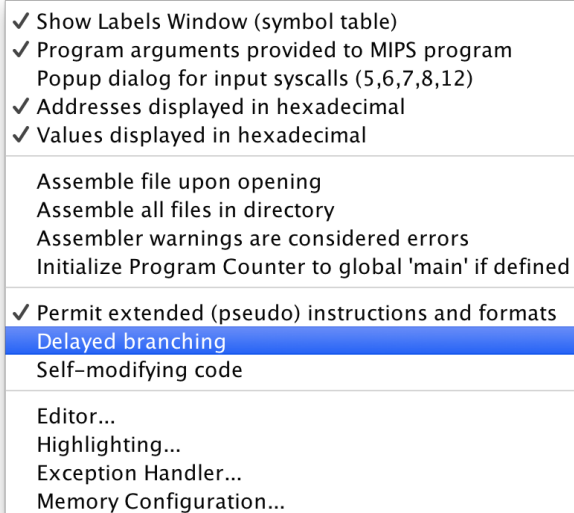 Show Labels Window (symbol table)
Program arguments provided to MIPS program
Popup dialog for input syscalls (5,6,7,8,12)
Addresses displayed in hexadecimal
Values displayed in hexadecimal
Assemble file upon opening
Assemble all files in directory
Assembler warnings are considered errors
Initialize Program Counter to global 'main' if defined
Permit extended (pseudo) instructions and formats
Delayed branching
Self-modifying code
Editor...
Highlighting...
Exception Handler...
Memory Configuration...